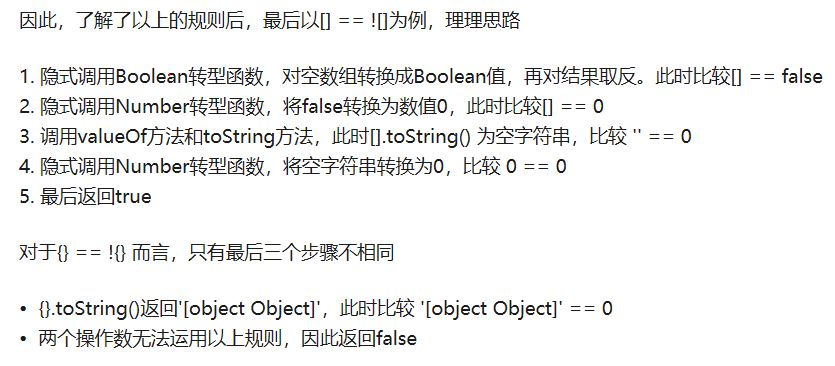 因此，了解了以上的规则后，最后以[] == ![]为例，理理思路
1. 隐式调用Boolean转型函数，对空数组转换成Boolean值，再对结果取反。此时比较[] == false
2. 隐式调用Number转型函数，将false转换为数值0，此时比较[] == 0
3. 调用valueOf方法和toString方法，此时[].toString() 为空字符串，比较 '' == 0
4. 隐式调用Number转型函数，将空字符串转换为0，比较 0 == 0
5. 最后返回true
对于{} == !{} 而言，只有最后三个步骤不相同
• {}.toString()返回'[object Object]'，此时比较 '[object Object]' == 0
• 两个操作数无法运用以上规则，因此返回false